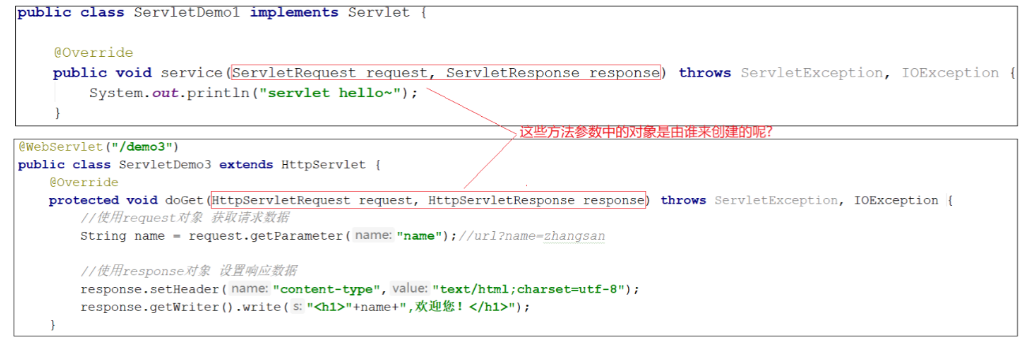 public class ServletDemo1 implements Servlet {
@Override
public void service(ServletRequest request, ServletResponse response) throws ServletException, IOException {
System.out.println("servlet hello~");
}
这些方法参数中的对象是由谁来创建的呢?
@WebServlet("/demo3")
public class ServletDemo3 extends HttpServlet {
@Override
protected void doGet(HttpServletRequest request, HttpServletResponse response) throws ServletException, IOException {
//使用request对象 获取请求数据
String name = request.getParameter( name: "name");//url?name=zhangsan
//使用response对象 设置响应数据
response.setHeader( name: "content-type", value: "text/html;charset=utf-8");
response.getWriter().write( s: "<h1>"+name+",欢迎您！</h1>");
}